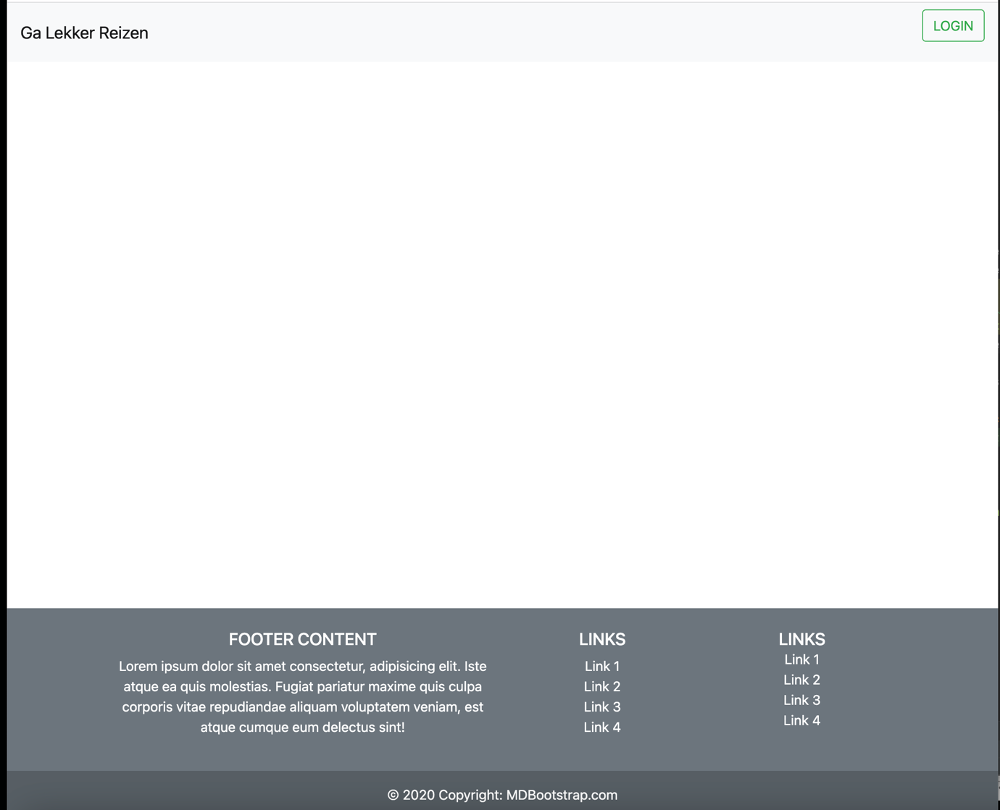 Ga Lekker Reizen
LOGIN
FOOTER CONTENT
Lorem ipsum dolor sit amet consectetur, adipisicing elit. Iste
atque ea quis molestias. Fugiat pariatur maxime quis culpa
corporis vitae repudiandae aliquam voluptatem veniam, est
atque cumque eum delectus sint!
LINKS
Link 1
Link 2
Link 3
Link 4
LINKS
Link 1
Link 2
Link 3
Link 4
© 2020 Copyright: MDBootstrap.com